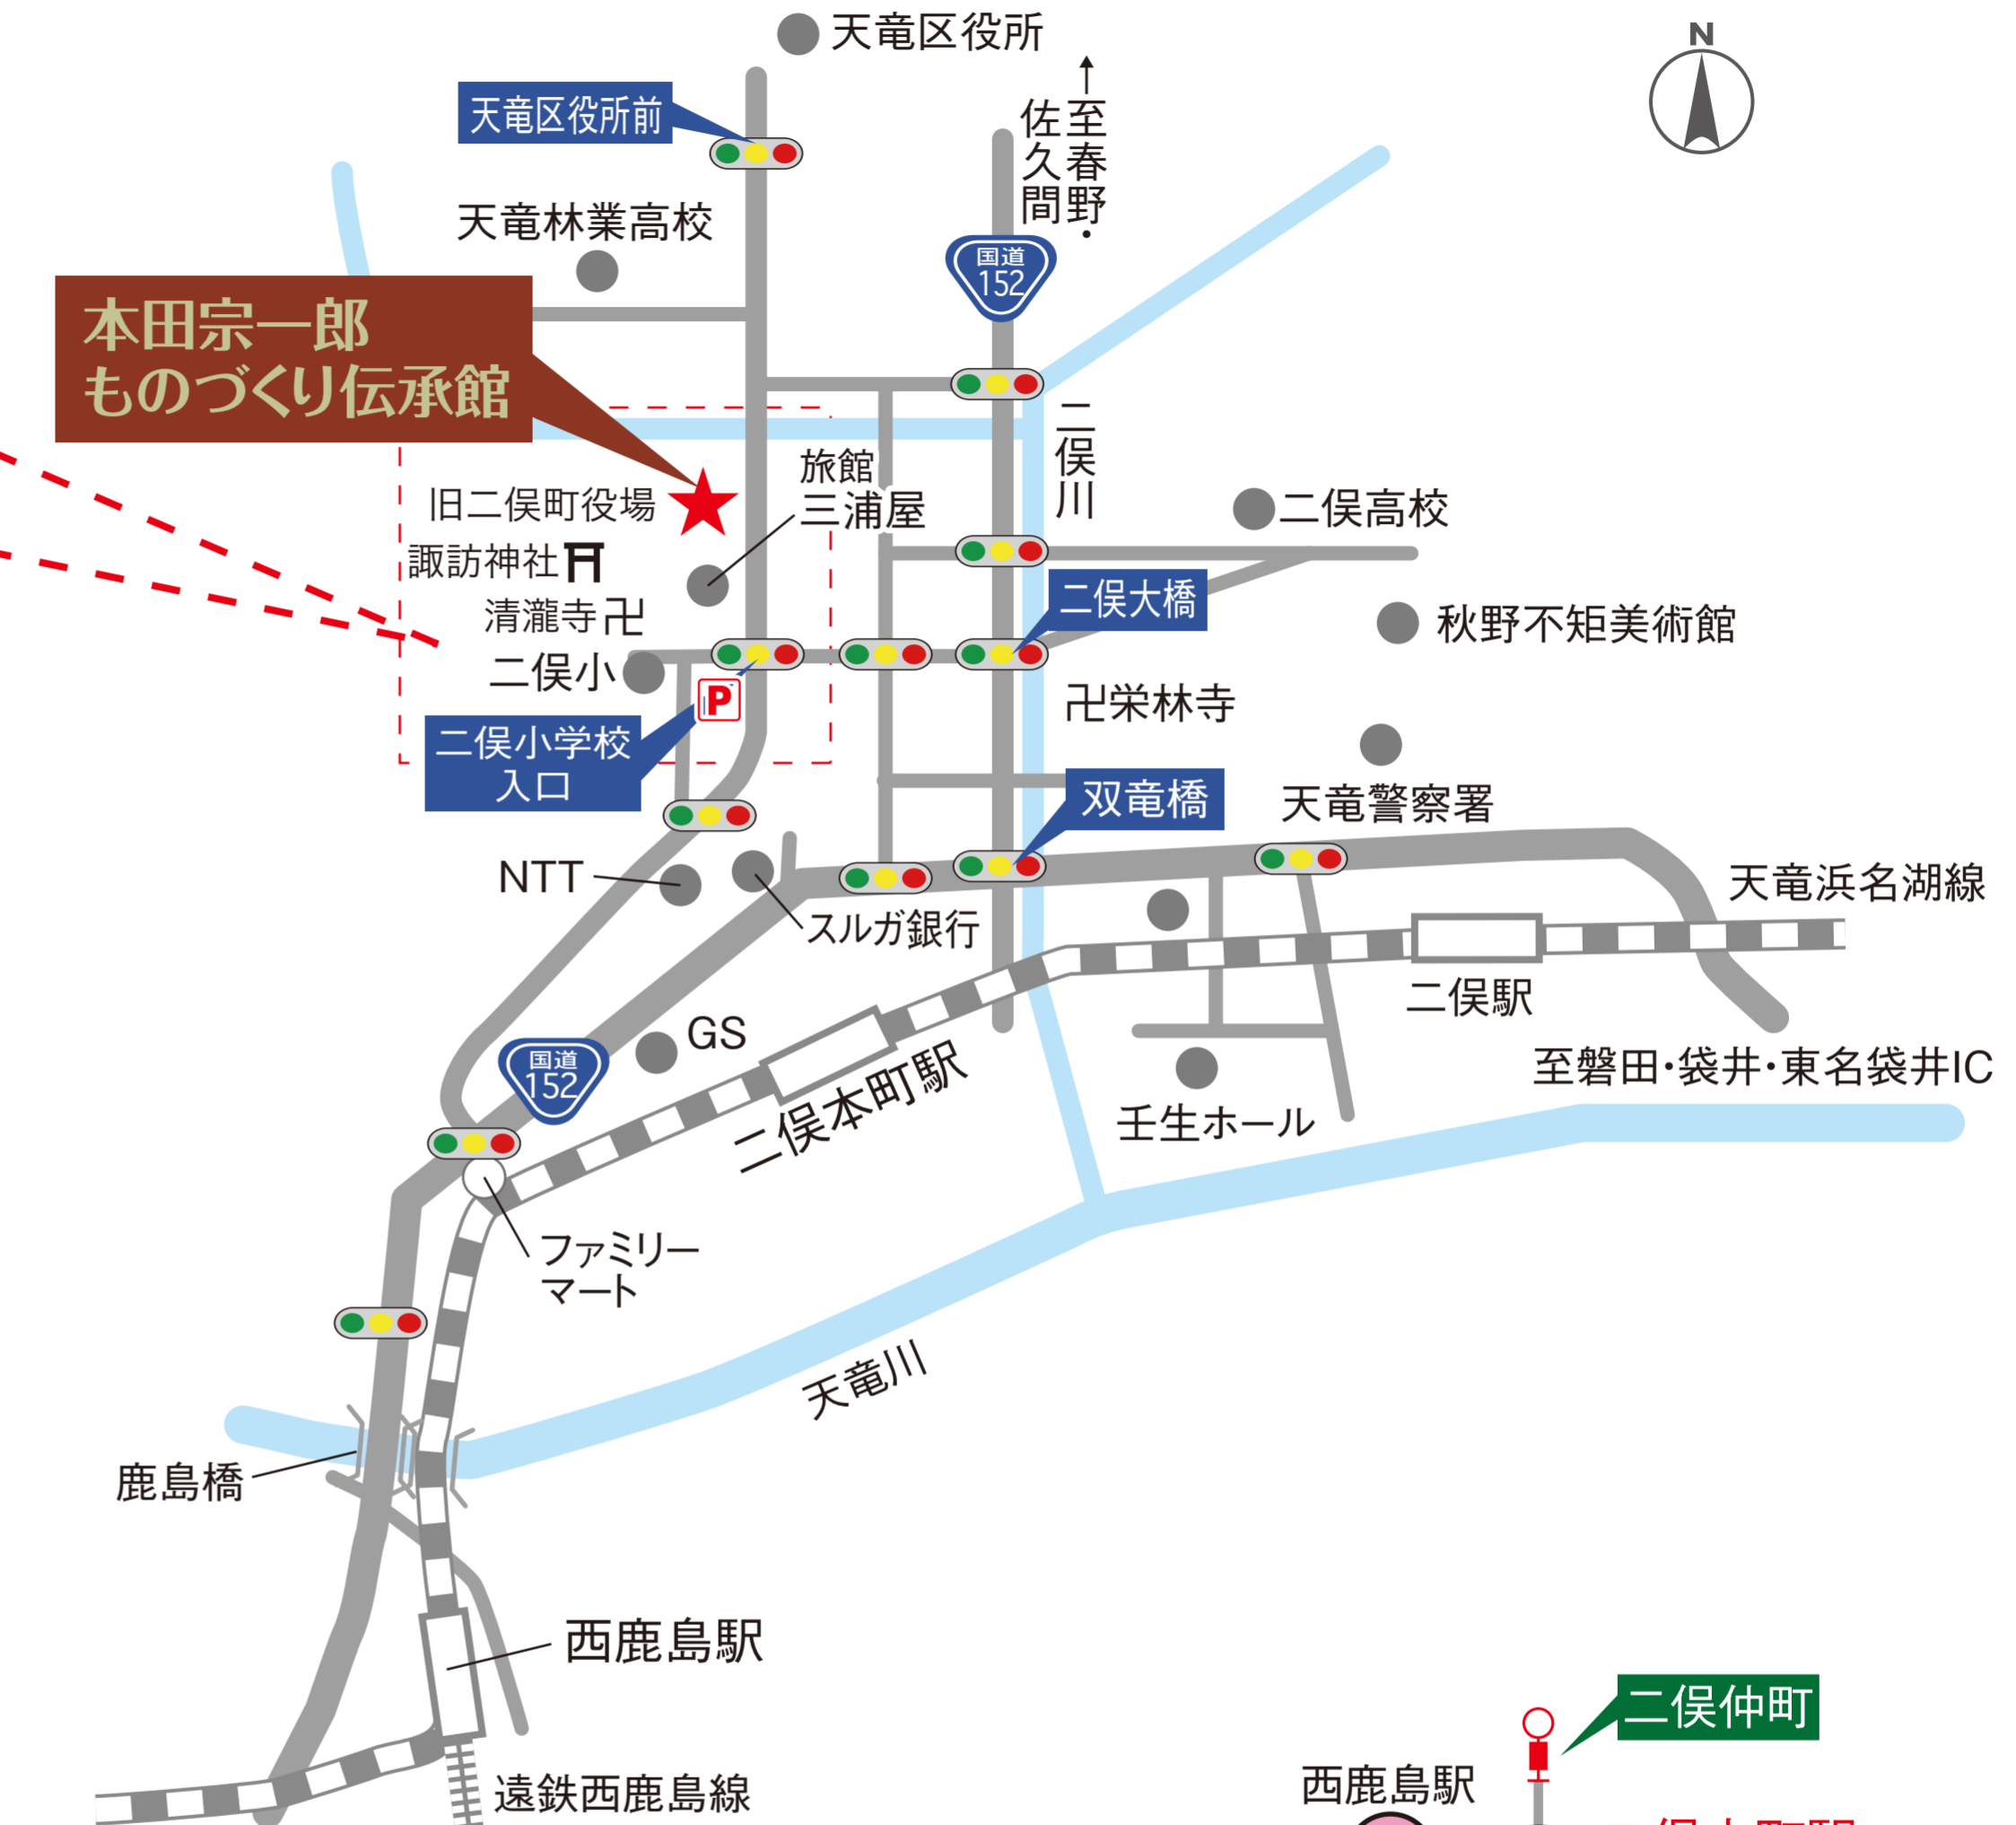 天竜区役所
N
天竜区役所前
至春野・
佐久間
天竜林業高校
国道
152
本田宗一郎
ものづくり伝承館
二俣川
旅館
三浦屋
旧二俣町役場
二俣高校
諏訪神社
二俣大橋
清瀧寺卍
秋野不矩美術館
二俣小
P
卍栄林寺
二俣小学校
入口
双竜橋
天竜警察署
NTT
天竜浜名湖線
スルガ銀行
二俣駅
GS
国道
152
二俣本町駅
至磐田・袋井・東名袋井IC
壬生ホール
ファミリー
マート
天竜川
鹿島橋
西鹿島駅
二俣仲町
西鹿島駅
遠鉄西鹿島線